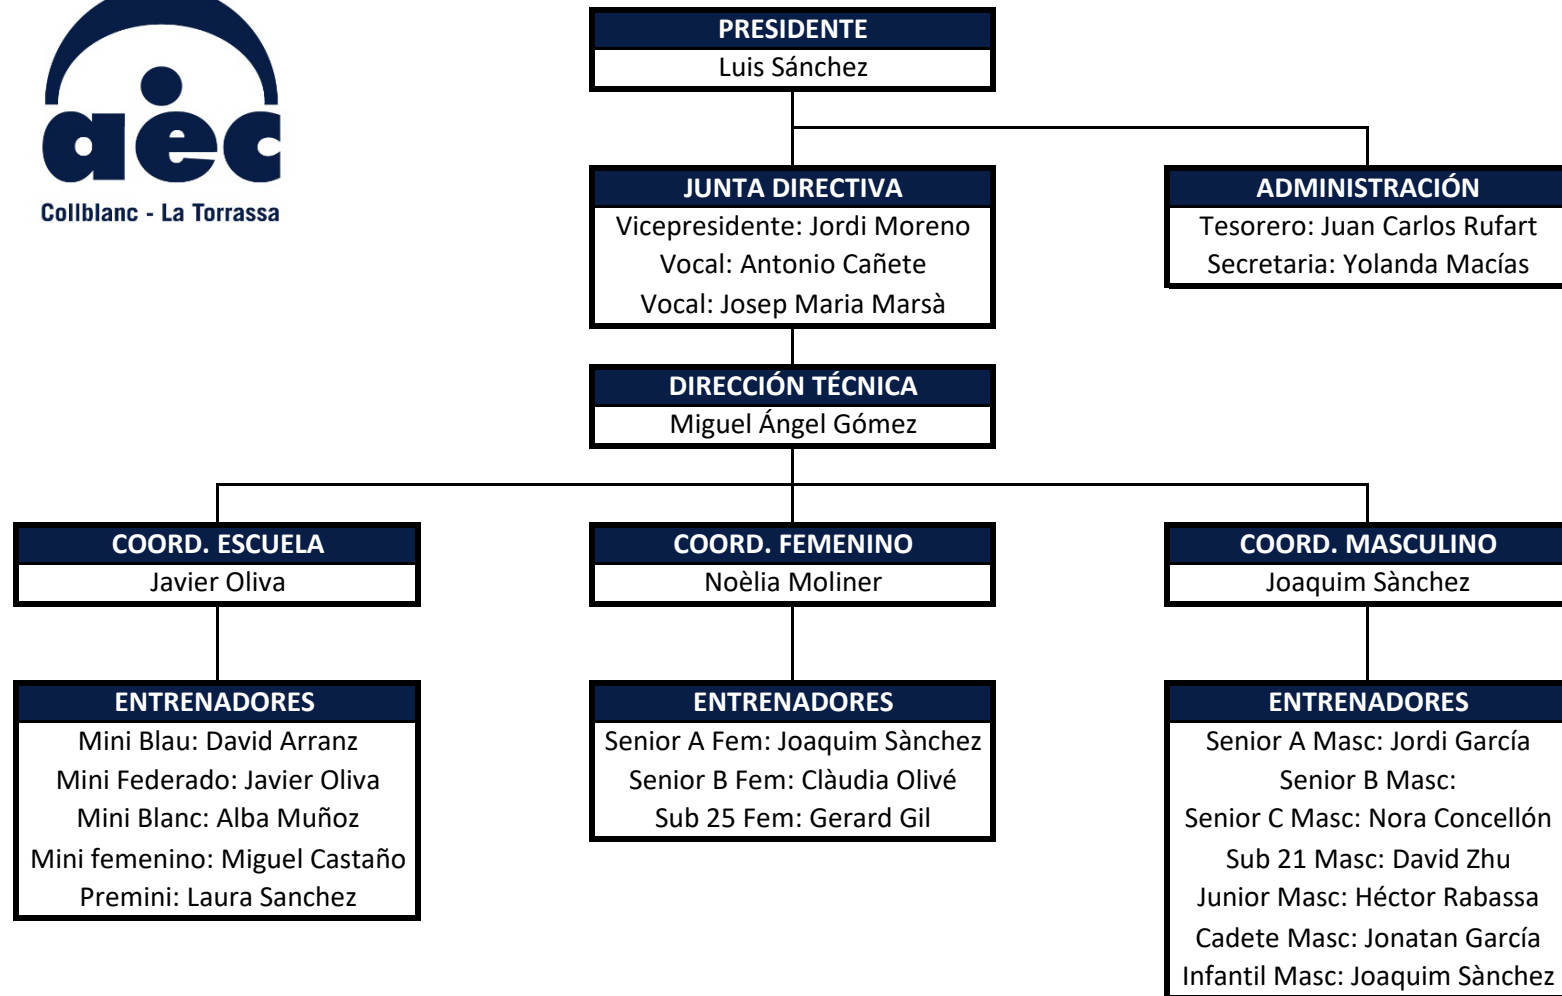 aec
Collblanc - La Torrassa
PRESIDENTE
Luis Sánchez
JUNTA DIRECTIVA
Vicepresidente: Jordi Moreno
Vocal: Antonio Cañete
Vocal: Josep Maria Marsà
ADMINISTRACIÓN
Tesorero: Juan Carlos Rufart
Secretaria: Yolanda Macías
DIRECCIÓN TÉCNICA
Miguel Ángel Gómez
COORD. ESCUELA
Javier Oliva
COORD. FEMENINO
Noèlia Moliner
COORD. MASCULINO
Joaquim Sànchez
ENTRENADORES
Mini Blau: David Arranz
Mini Federado: Javier Oliva
Mini Blanc: Alba Muñoz
Mini femenino: Miguel Castaño
Premini: Laura Sanchez
ENTRENADORES
Senior A Fem: Joaquim Sànchez
Senior B Fem: Clàudia Olivé
Sub 25 Fem: Gerard Gil
ENTRENADORES
Senior A Masc: Jordi García
Senior B Masc:
Senior C Masc: Nora Concellón
Sub 21 Masc: David Zhu
Junior Masc: Héctor Rabassa
Cadete Masc: Jonatan García
Infantil Masc: Joaquim Sànchez